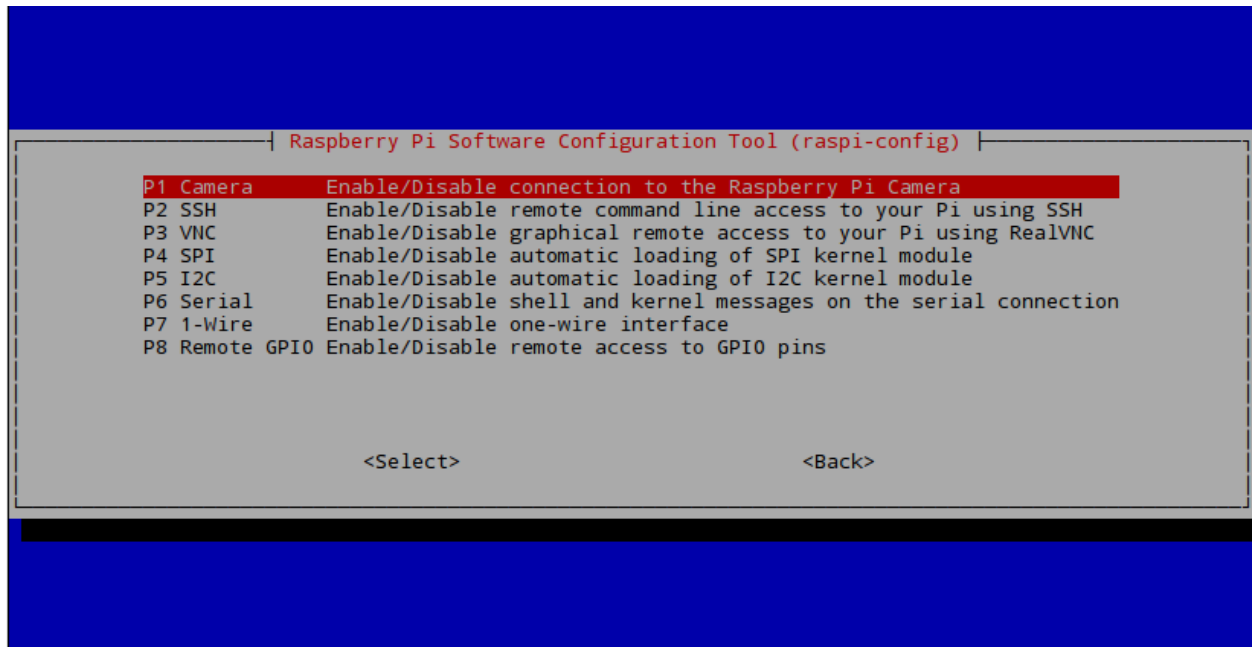 Raspberry Pi Software Configuration Tool (raspi-config)
P1 Camera Enable/Disable connection to the Raspberry Pi Camera
P2 SSH Enable/Disable remote command line access to your Pi using SSH
P3 VNC Enable/Disable graphical remote access to your Pi using RealVNC
P4 SPI Enable/Disable automatic loading of SPI kernel module
P5 I2C Enable/Disable automatic loading of I2C kernel module
P6 Serial Enable/Disable shell and kernel messages on the serial connection
P7 1-Wire Enable/Disable one-wire interface
P8 Remote GPIO Enable/Disable remote access to GPIO pins
<Select> <Back>